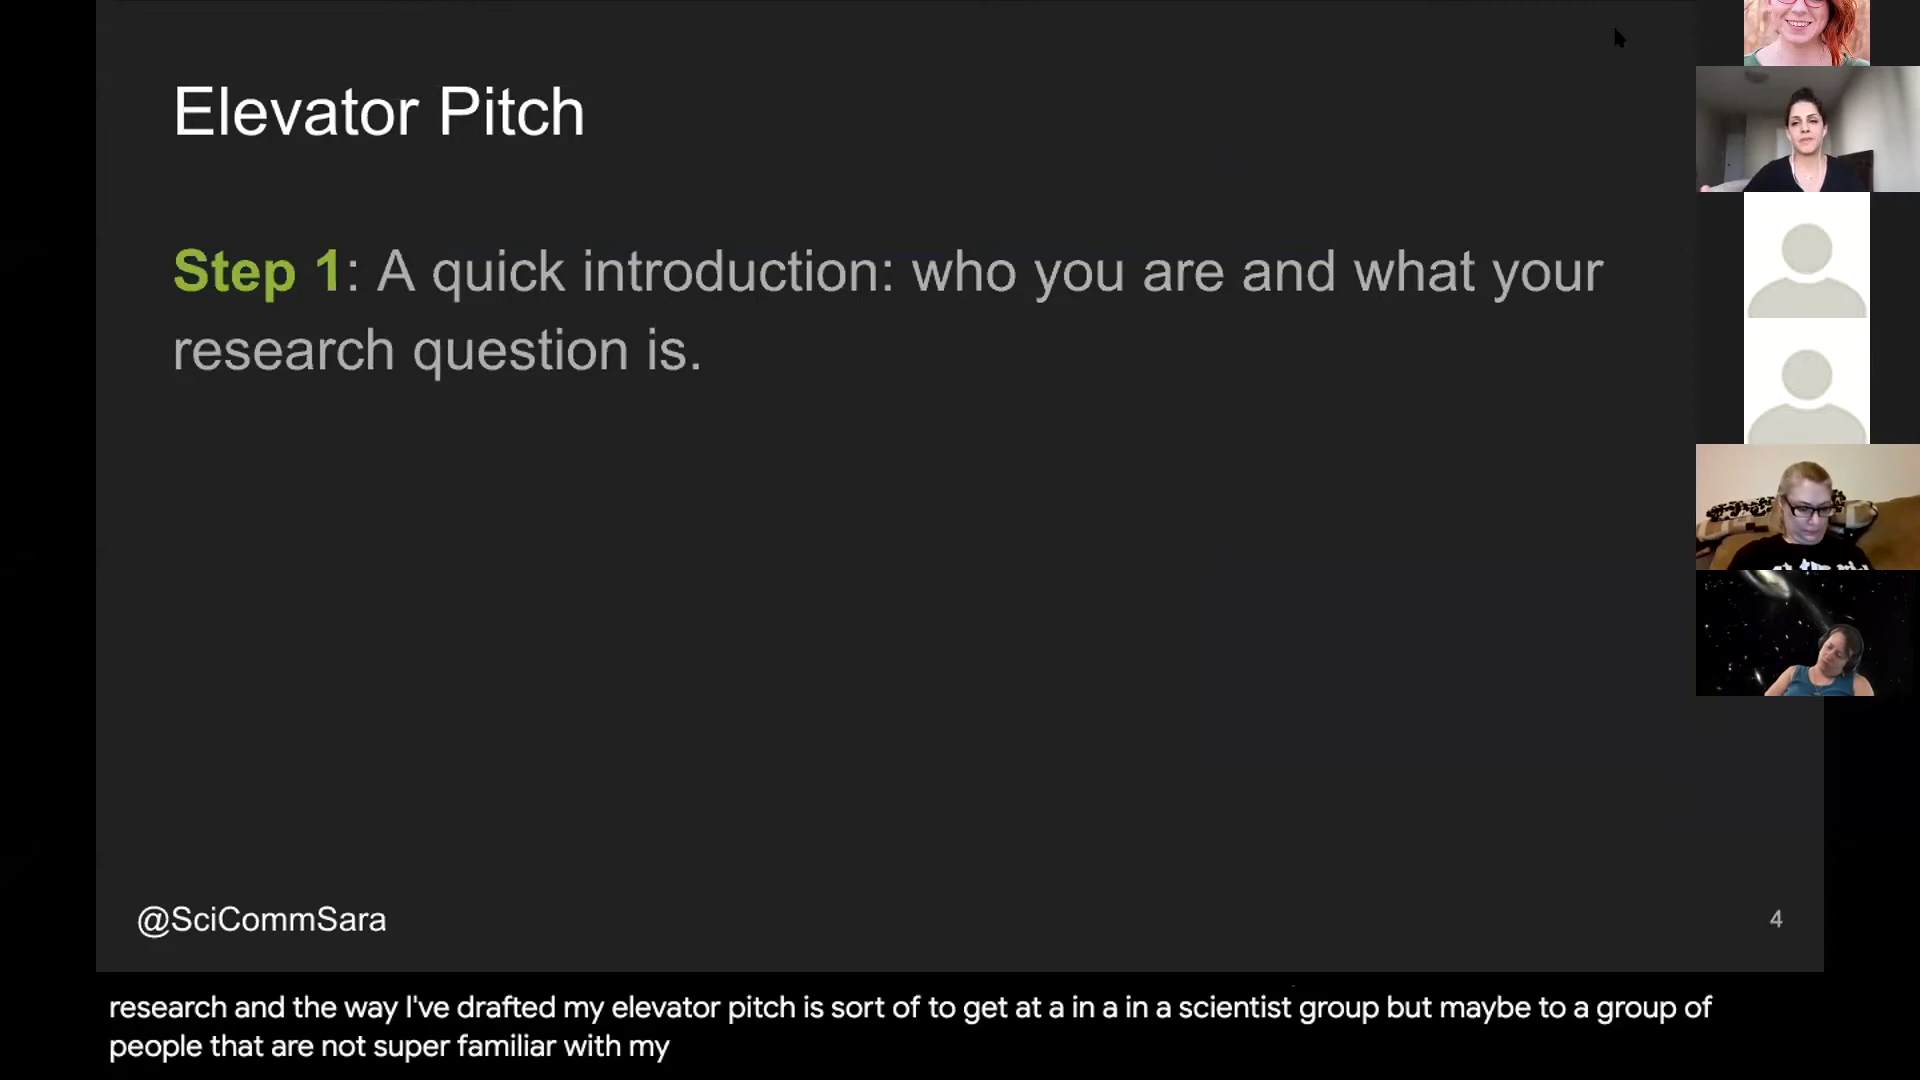 Elevator Pitch
Step 1: A quick introduction: who you are and what your
research question is.
@SciCommSara
4
research and the way I've drafted my elevator pitch is sort of to get at a in a in a scientist group but maybe to a group of
people that are not super familiar with my